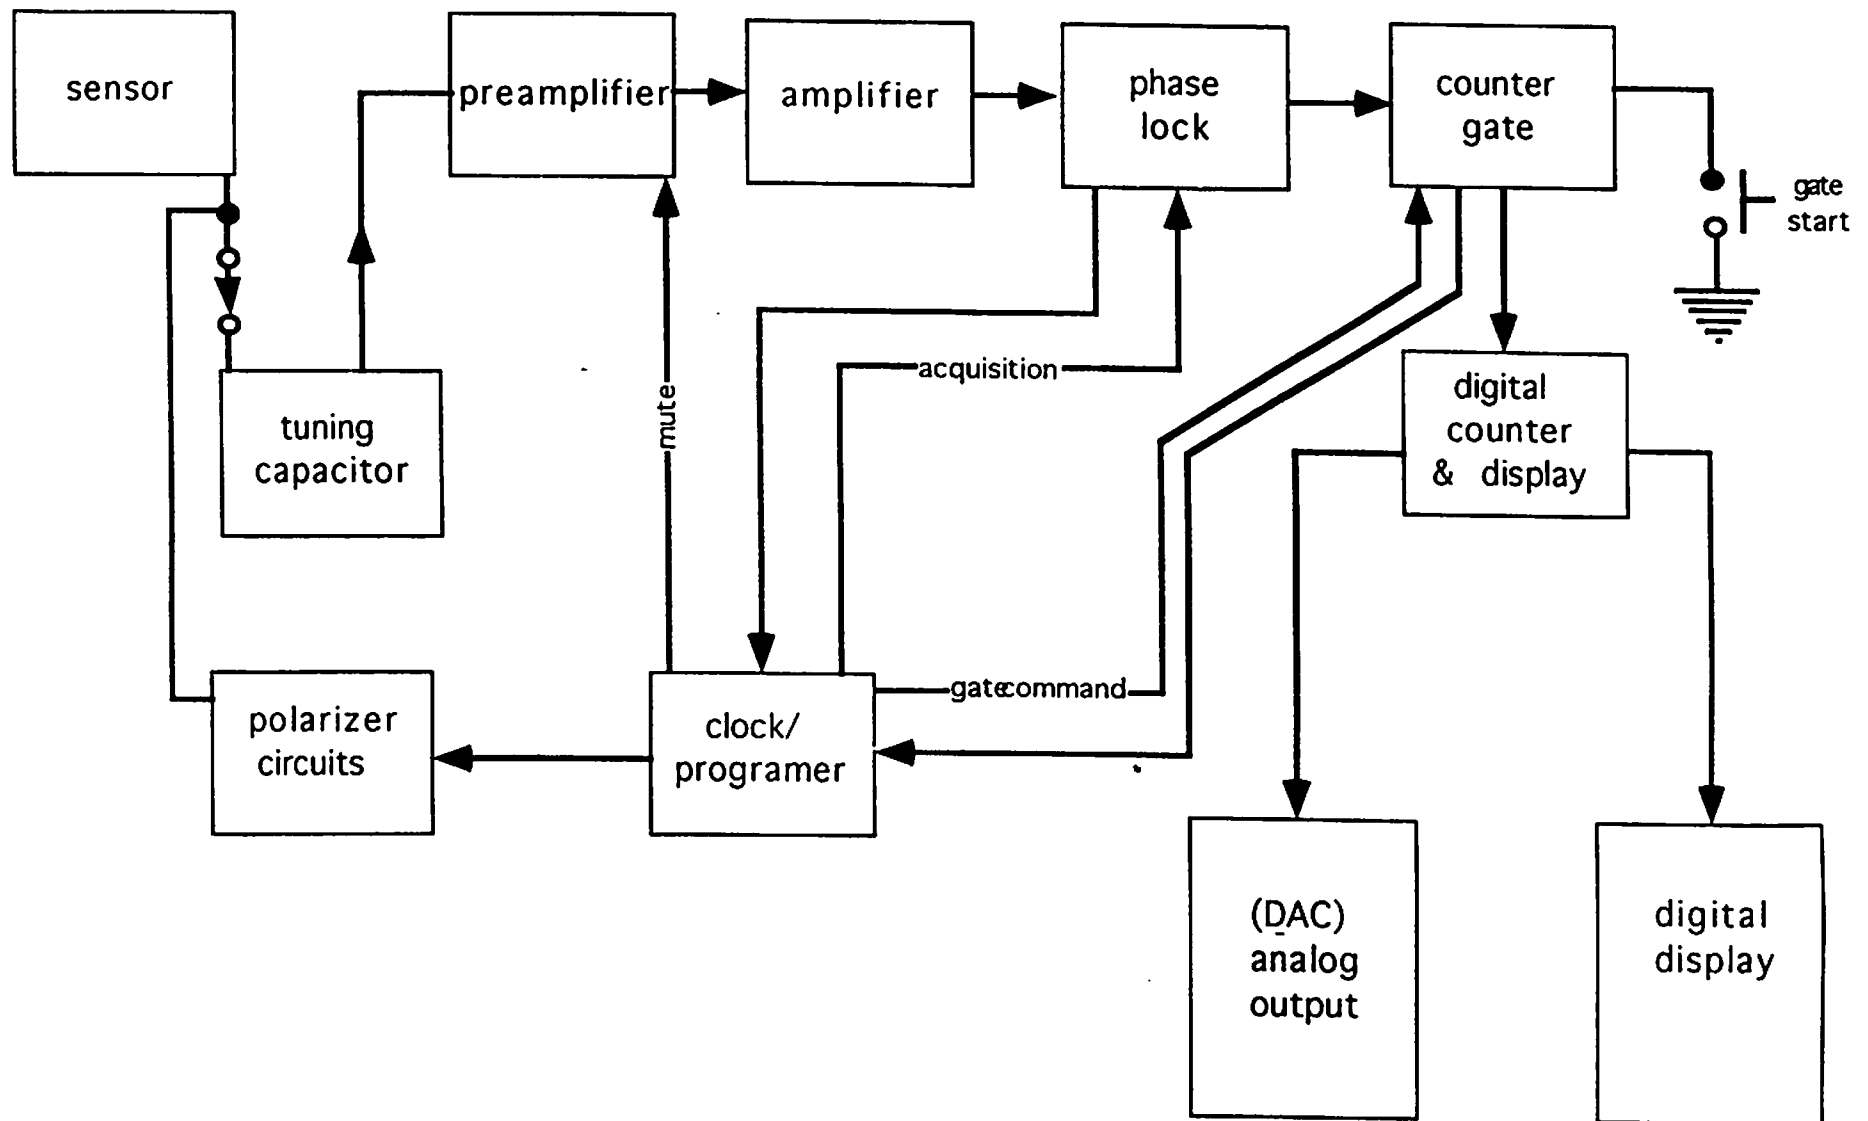 sensor
preamplifier
amplifier
phase
lock
counter
gate
gate
start
mute
acquisition
tuning
capacitor
digital
counter
& display
polarizer
circuits
clock/
programer
gatecommand
(DAC)
analog
output
digital
display